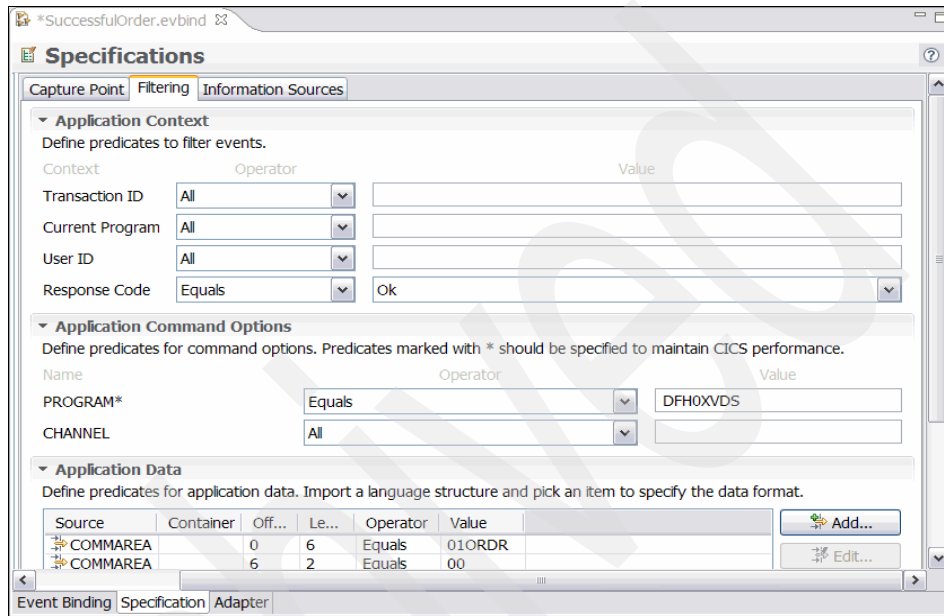 *SuccessfulOrder.evbind
Specifications
Capture Point Filtering Information Sources
Application Context
Define predicates to filter events.
Context Operator Value
Transaction ID All
Current Program All
User ID All
Response Code Equals Ok
Application Command Options
Define predicates for command options. Predicates marked with * should be specified to maintain CICS performance.
Name Operator Value
PROGRAM* Equals DFH0XVDS
CHANNEL All
Application Data
Define predicates for application data. Import a language structure and pick an item to specify the data format.
Source Container Off... Le... Operator Value
COMMAREA 0 6 Equals 01ORDR
COMMAREA 6 2 Equals 00
Add...
Edit...
Event Binding Specification Adapter